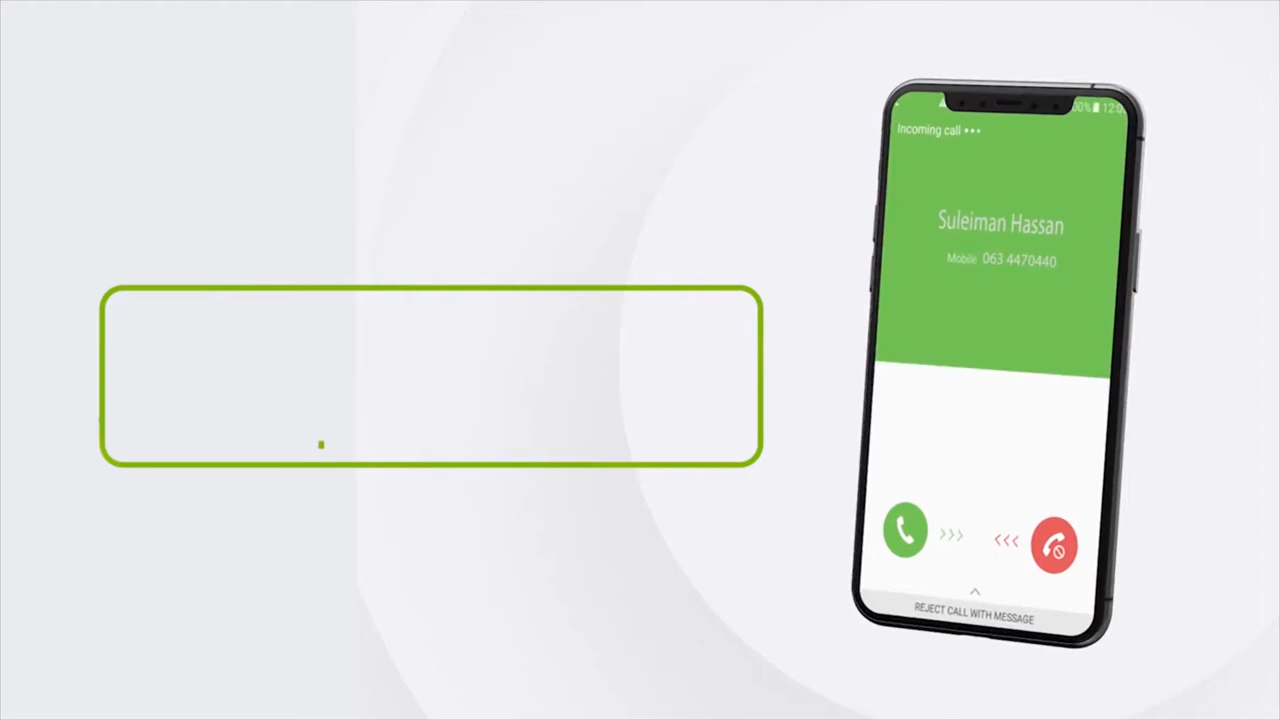 Incoming call •••
Suleiman Hassan
Mobile 063 4470440
REJECT CALL WITH MESSAGE